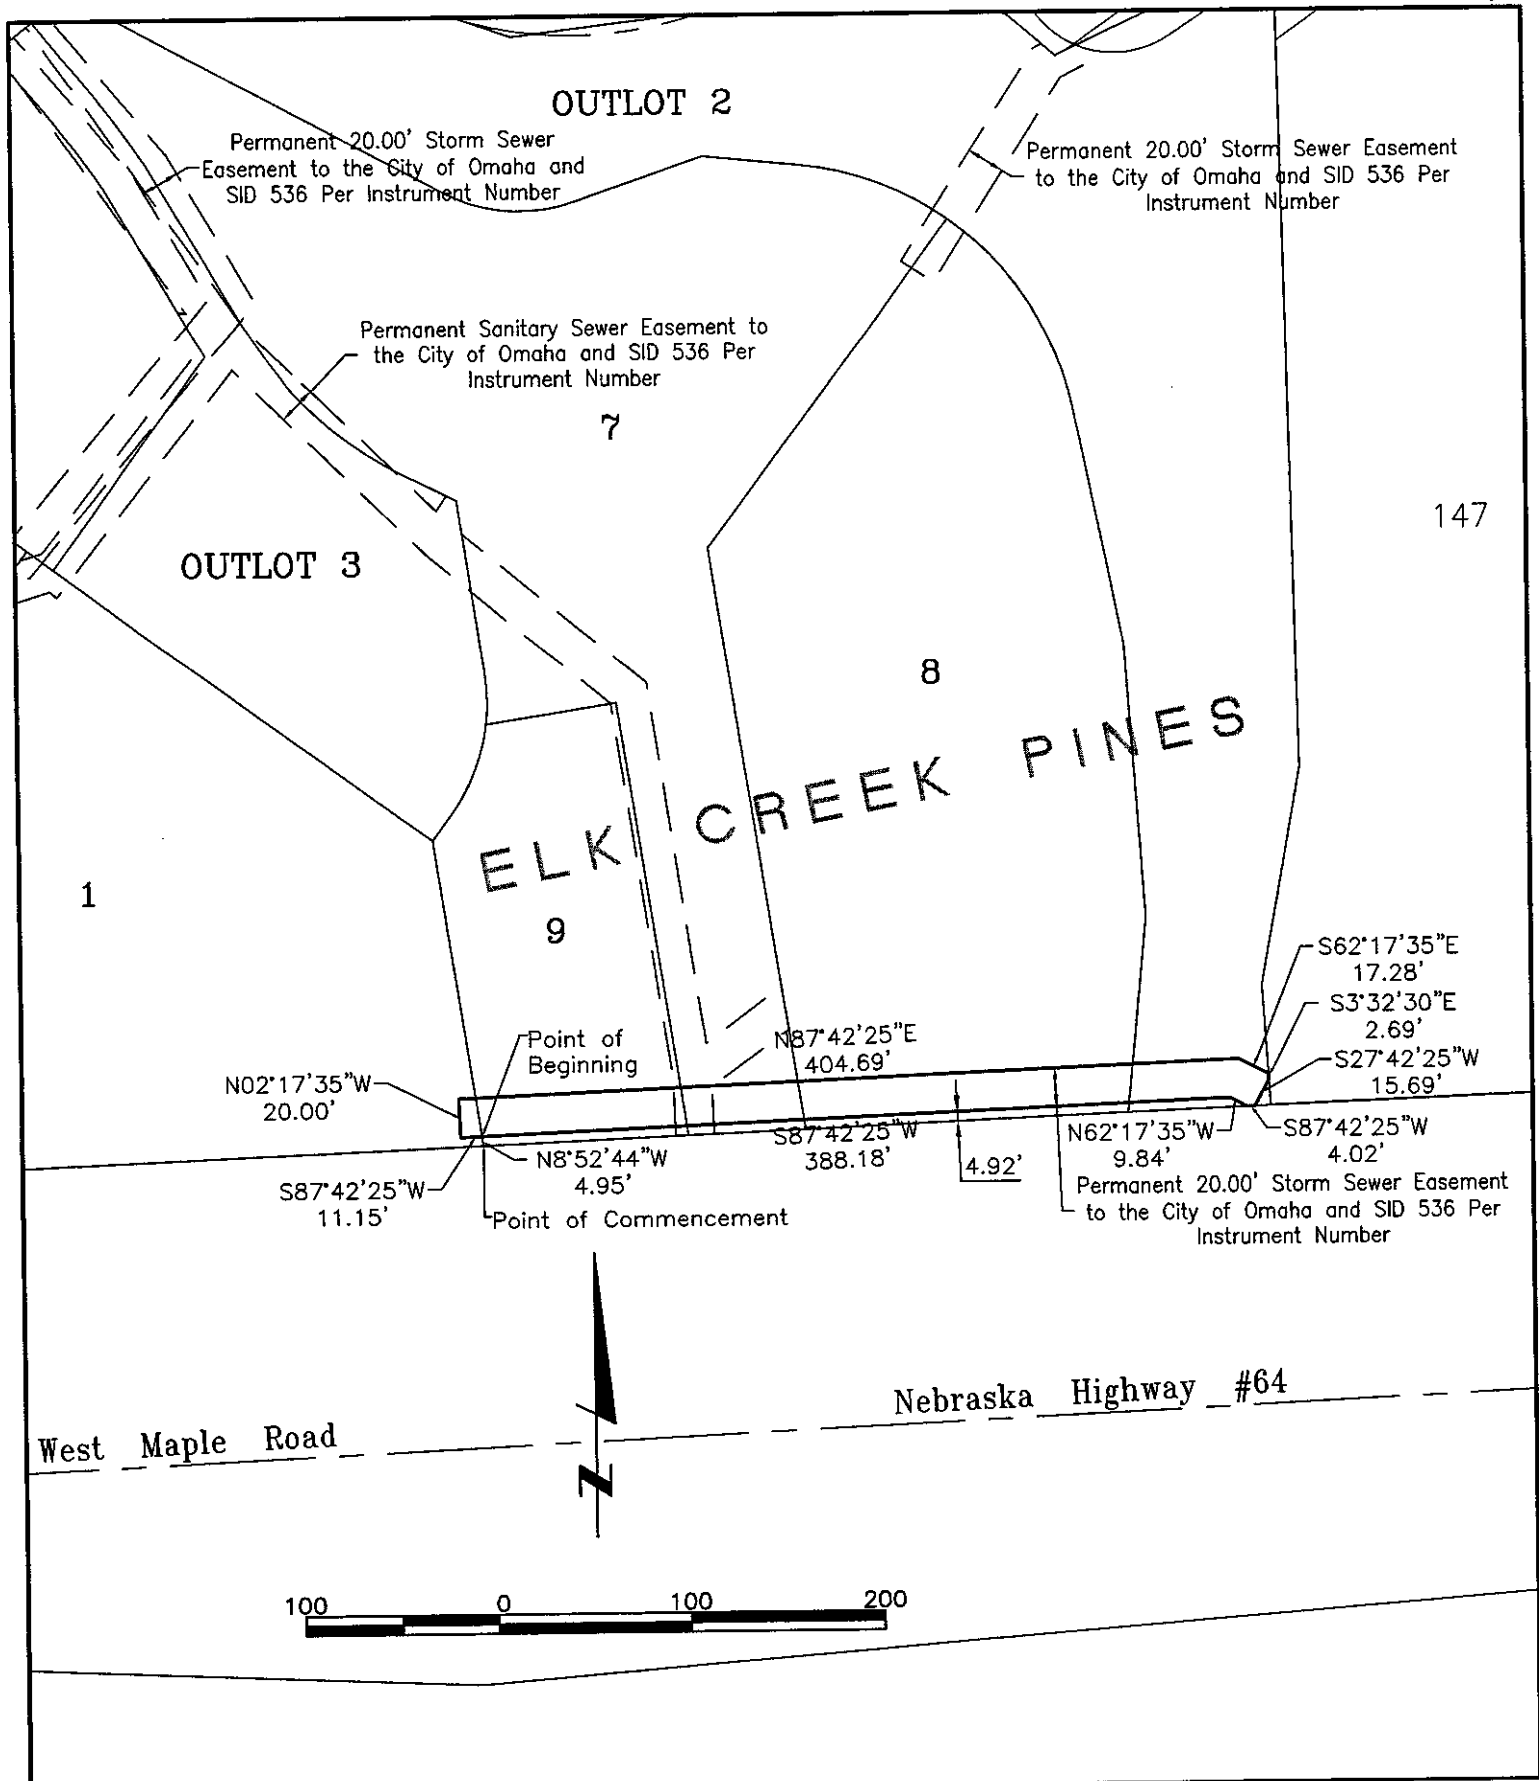 OUTLOT 2
Permanent 20.00' Storm Sewer
Easement to the City of Omaha and
SID 536 Per Instrument Number
Permanent 20.00' Storm Sewer Easement
to the City of Omaha and SID 536 Per
Instrument Number
Permanent Sanitary Sewer Easement to
the City of Omaha and SID 536 Per
Instrument Number
7
147
OUTLOT 3
8
ELK CREEK PINES
1
9
S62°17'35"E
17.28'
S3°32'30"E
2.69'
S27°42'25"W
15.69'
Point of
Beginning
N87°42'25"E
404.69'
N02°17'35"W
20.00'
S87°42'25"W
388.18'
N62°17'35"W
9.84'
S87°42'25"W
4.02'
N8°52'44"W
4.95'
4.92'
S87°42'25"W
11.15'
Point of Commencement
Permanent 20.00' Storm Sewer Easement
to the City of Omaha and SID 536 Per
Instrument Number
Nebraska Highway #64
West Maple Road
N
100 0 100 200